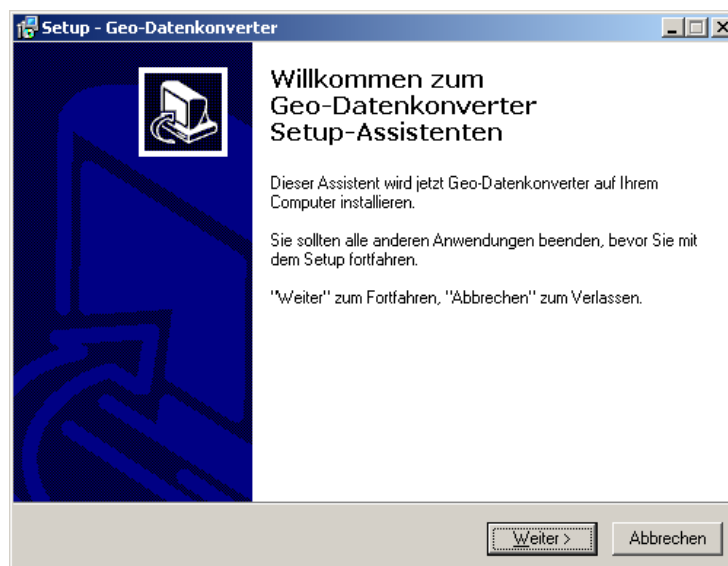 Setup - Geo-Datenkonverter
Willkommen zum
Geo-Datenkonverter
Setup-Assistenten
Dieser Assistent wird jetzt Geo-Datenkonverter auf Ihrem
Computer installieren.
Sie sollten alle anderen Anwendungen beenden, bevor Sie mit
dem Setup fortfahren.
"Weiter" zum Fortfahren, "Abbrechen" zum Verlassen.
Weiter >
Abbrechen